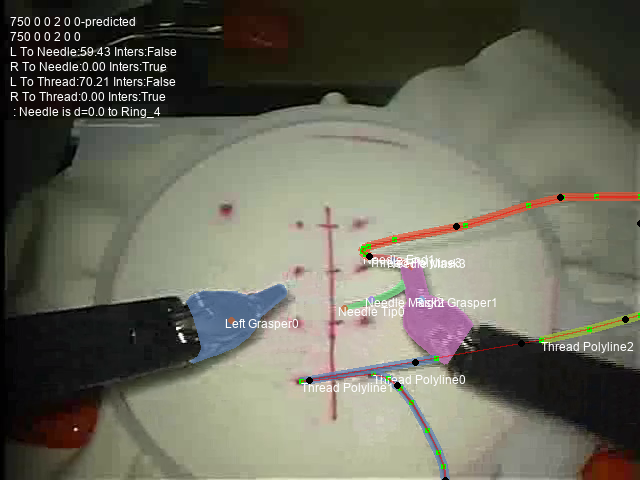 750 0 0 2 0 0-predicted
750 0 0 2 0 0
L To Needle:59.43 Inters:False
R To Needle:0.00 Inters:True
L To Thread:70.21 Inters:False
R To Thread:0.00 Inters:True
: Needle is d=0.0 to Ring_4
Needle Tip0
Left Grasper0
Right Grasper1
Thread Polyline2
Thread Polyline0
Thread Polyline1